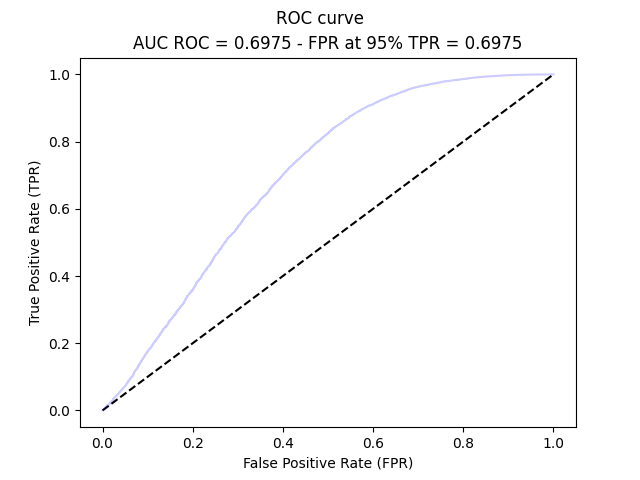 ROC curve
AUC ROC = 0.6975 - FPR at 95% TPR = 0.6975
1.0
0.8
0.6
0.4
0.2
0.0
True Positive Rate (TPR)
0.0 0.2 0.4 0.6 0.8 1.0
False Positive Rate (FPR)